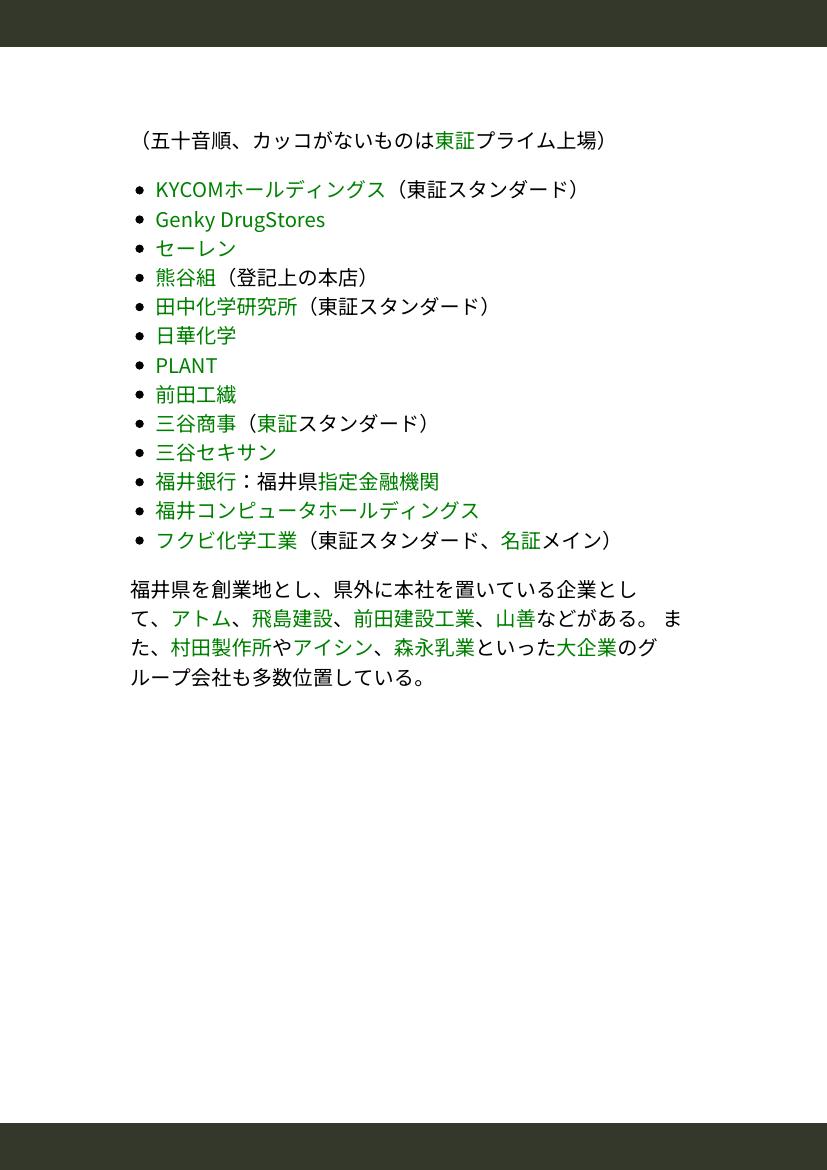 （五十音順、カッコがないものは東証プライム上場）
• KYCOMホールディングス（東証スタンダード）
• Genky DrugStores
• セーレン
• 熊谷組（登記上の本店）
• 田中化学研究所（東証スタンダード）
• 日華化学
• PLANT
• 前田工繊
• 三谷商事（東証スタンダード）
• 三谷セキサン
• 福井銀行：福井県指定金融機関
• 福井コンピュータホールディングス
• フクビ化学工業（東証スタンダード、名証メイン）
福井県を創業地とし、県外に本社を置いている企業とし
て、アトム、飛島建設、前田建設工業、山善などがある。 ま
た、村田製作所やアイシン、森永乳業といった大企業のグ
ループ会社も多数位置している。